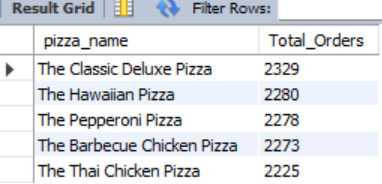 Result Grid Filter Rows:
pizza_name Total_Orders
The Classic Deluxe Pizza 2329
The Hawaiian Pizza 2280
The Pepperoni Pizza 2278
The Barbecue Chicken Pizza 2273
The Thai Chicken Pizza 2225